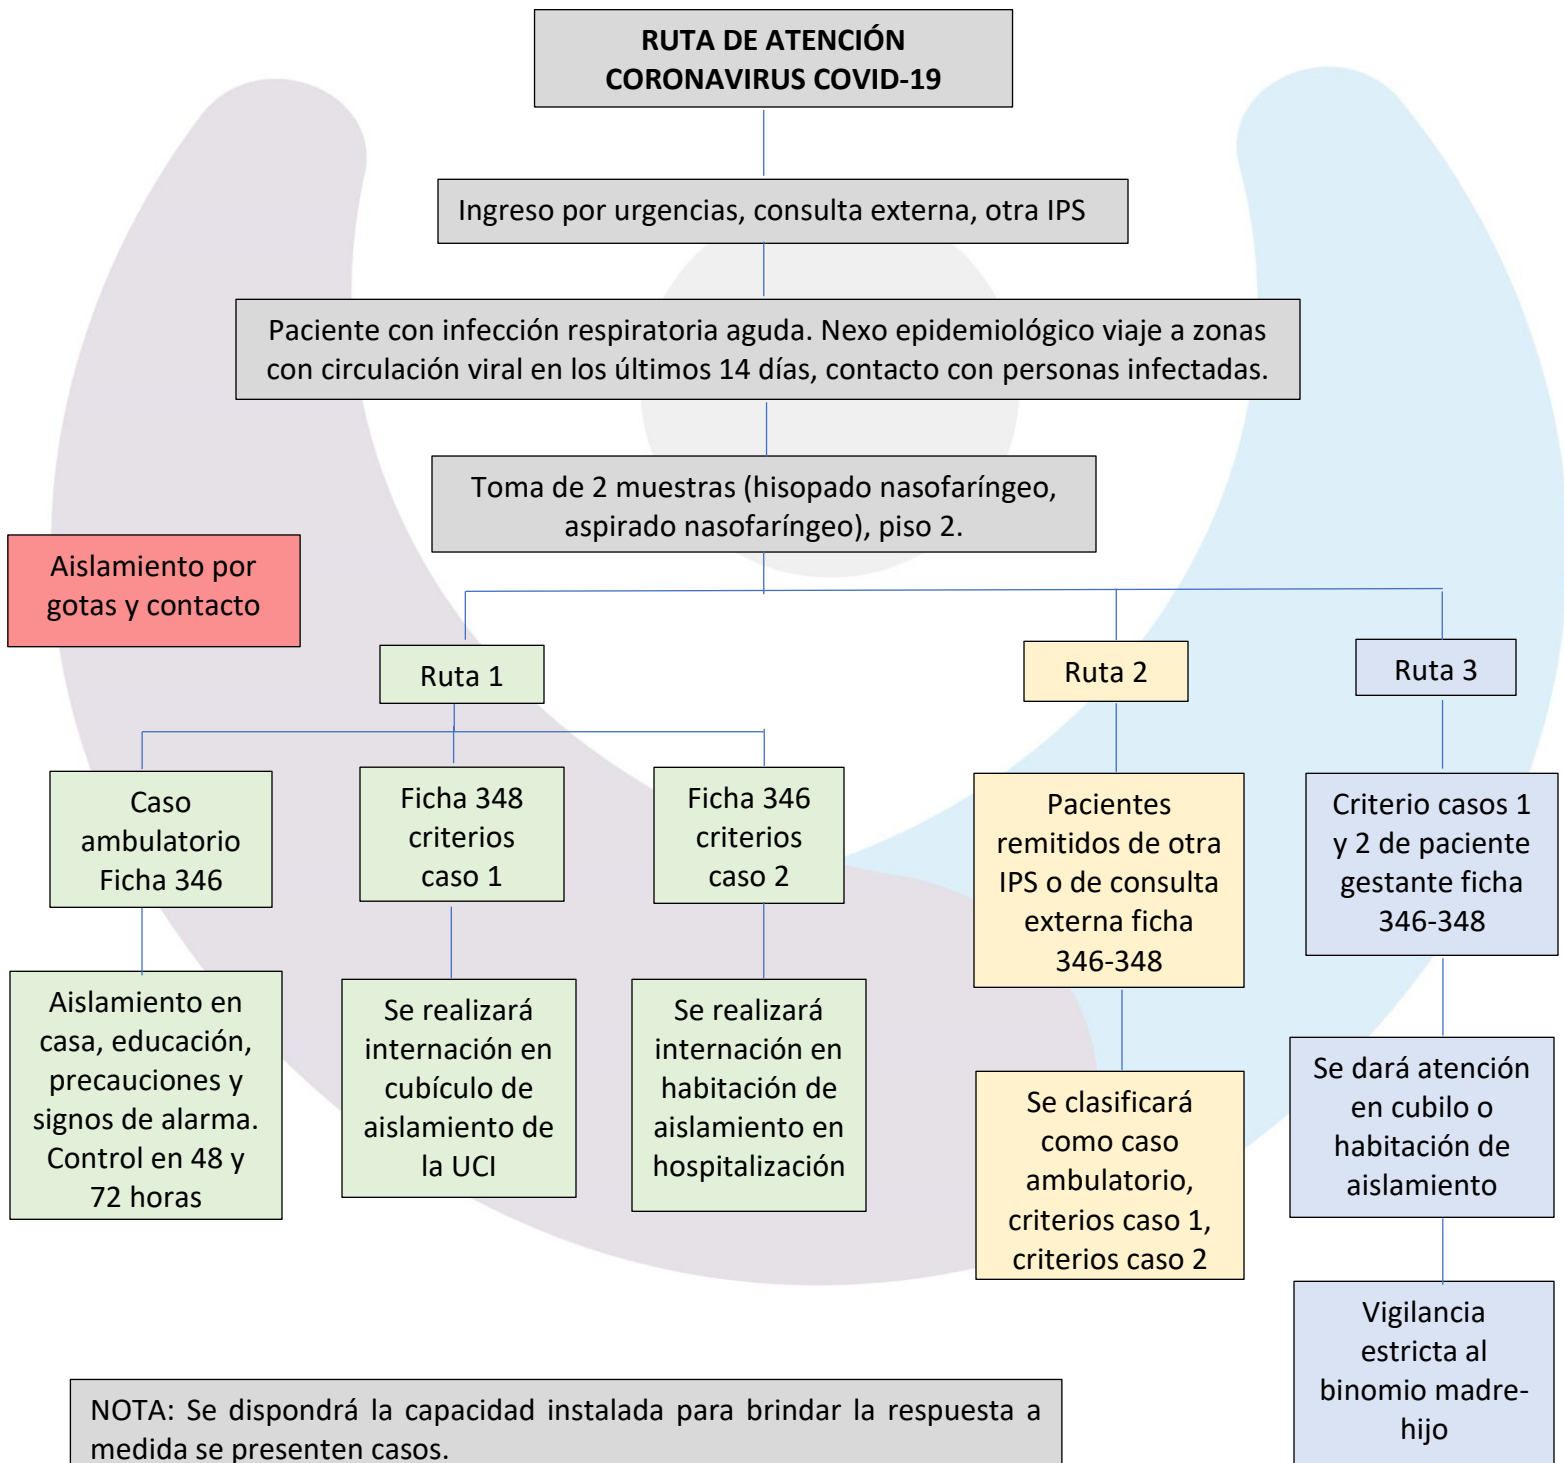 RUTA DE ATENCIÓN
CORONAVIRUS COVID-19
Ingreso por urgencias, consulta externa, otra IPS
Paciente con infección respiratoria aguda. Nexo epidemiológico viaje a zonas
con circulación viral en los últimos 14 días, contacto con personas infectadas.
Toma de 2 muestras (hisopado nasofaríngeo,
aspirado nasofaríngeo), piso 2.
Aislamiento por
gotas y contacto
Ruta 1
Caso
ambulatorio
Ficha 346
Aislamiento en
casa, educación,
precauciones y
signos de alarma.
Control en 48 y
72 horas
Ficha 348
criterios
caso 1
Se realizará
internación en
cubículo de
aislamiento de
la UCI
Ficha 346
criterios
caso 2
Se realizará
internación en
habitación de
aislamiento en
hospitalización
Ruta 2
Pacientes
remitidos de otra
IPS o de consulta
externa ficha
346-348
Se clasificará
como caso
ambulatorio,
criterios caso 1,
criterios caso 2
Ruta 3
Criterio casos 1
y 2 de paciente
gestante ficha
346-348
Se dará atención
en cubilo o
habitación de
aislamiento
Vigilancia
estricta al
binomio madre-
hijo
NOTA: Se dispondrá la capacidad instalada para brindar la respuesta a
medida se presenten casos.